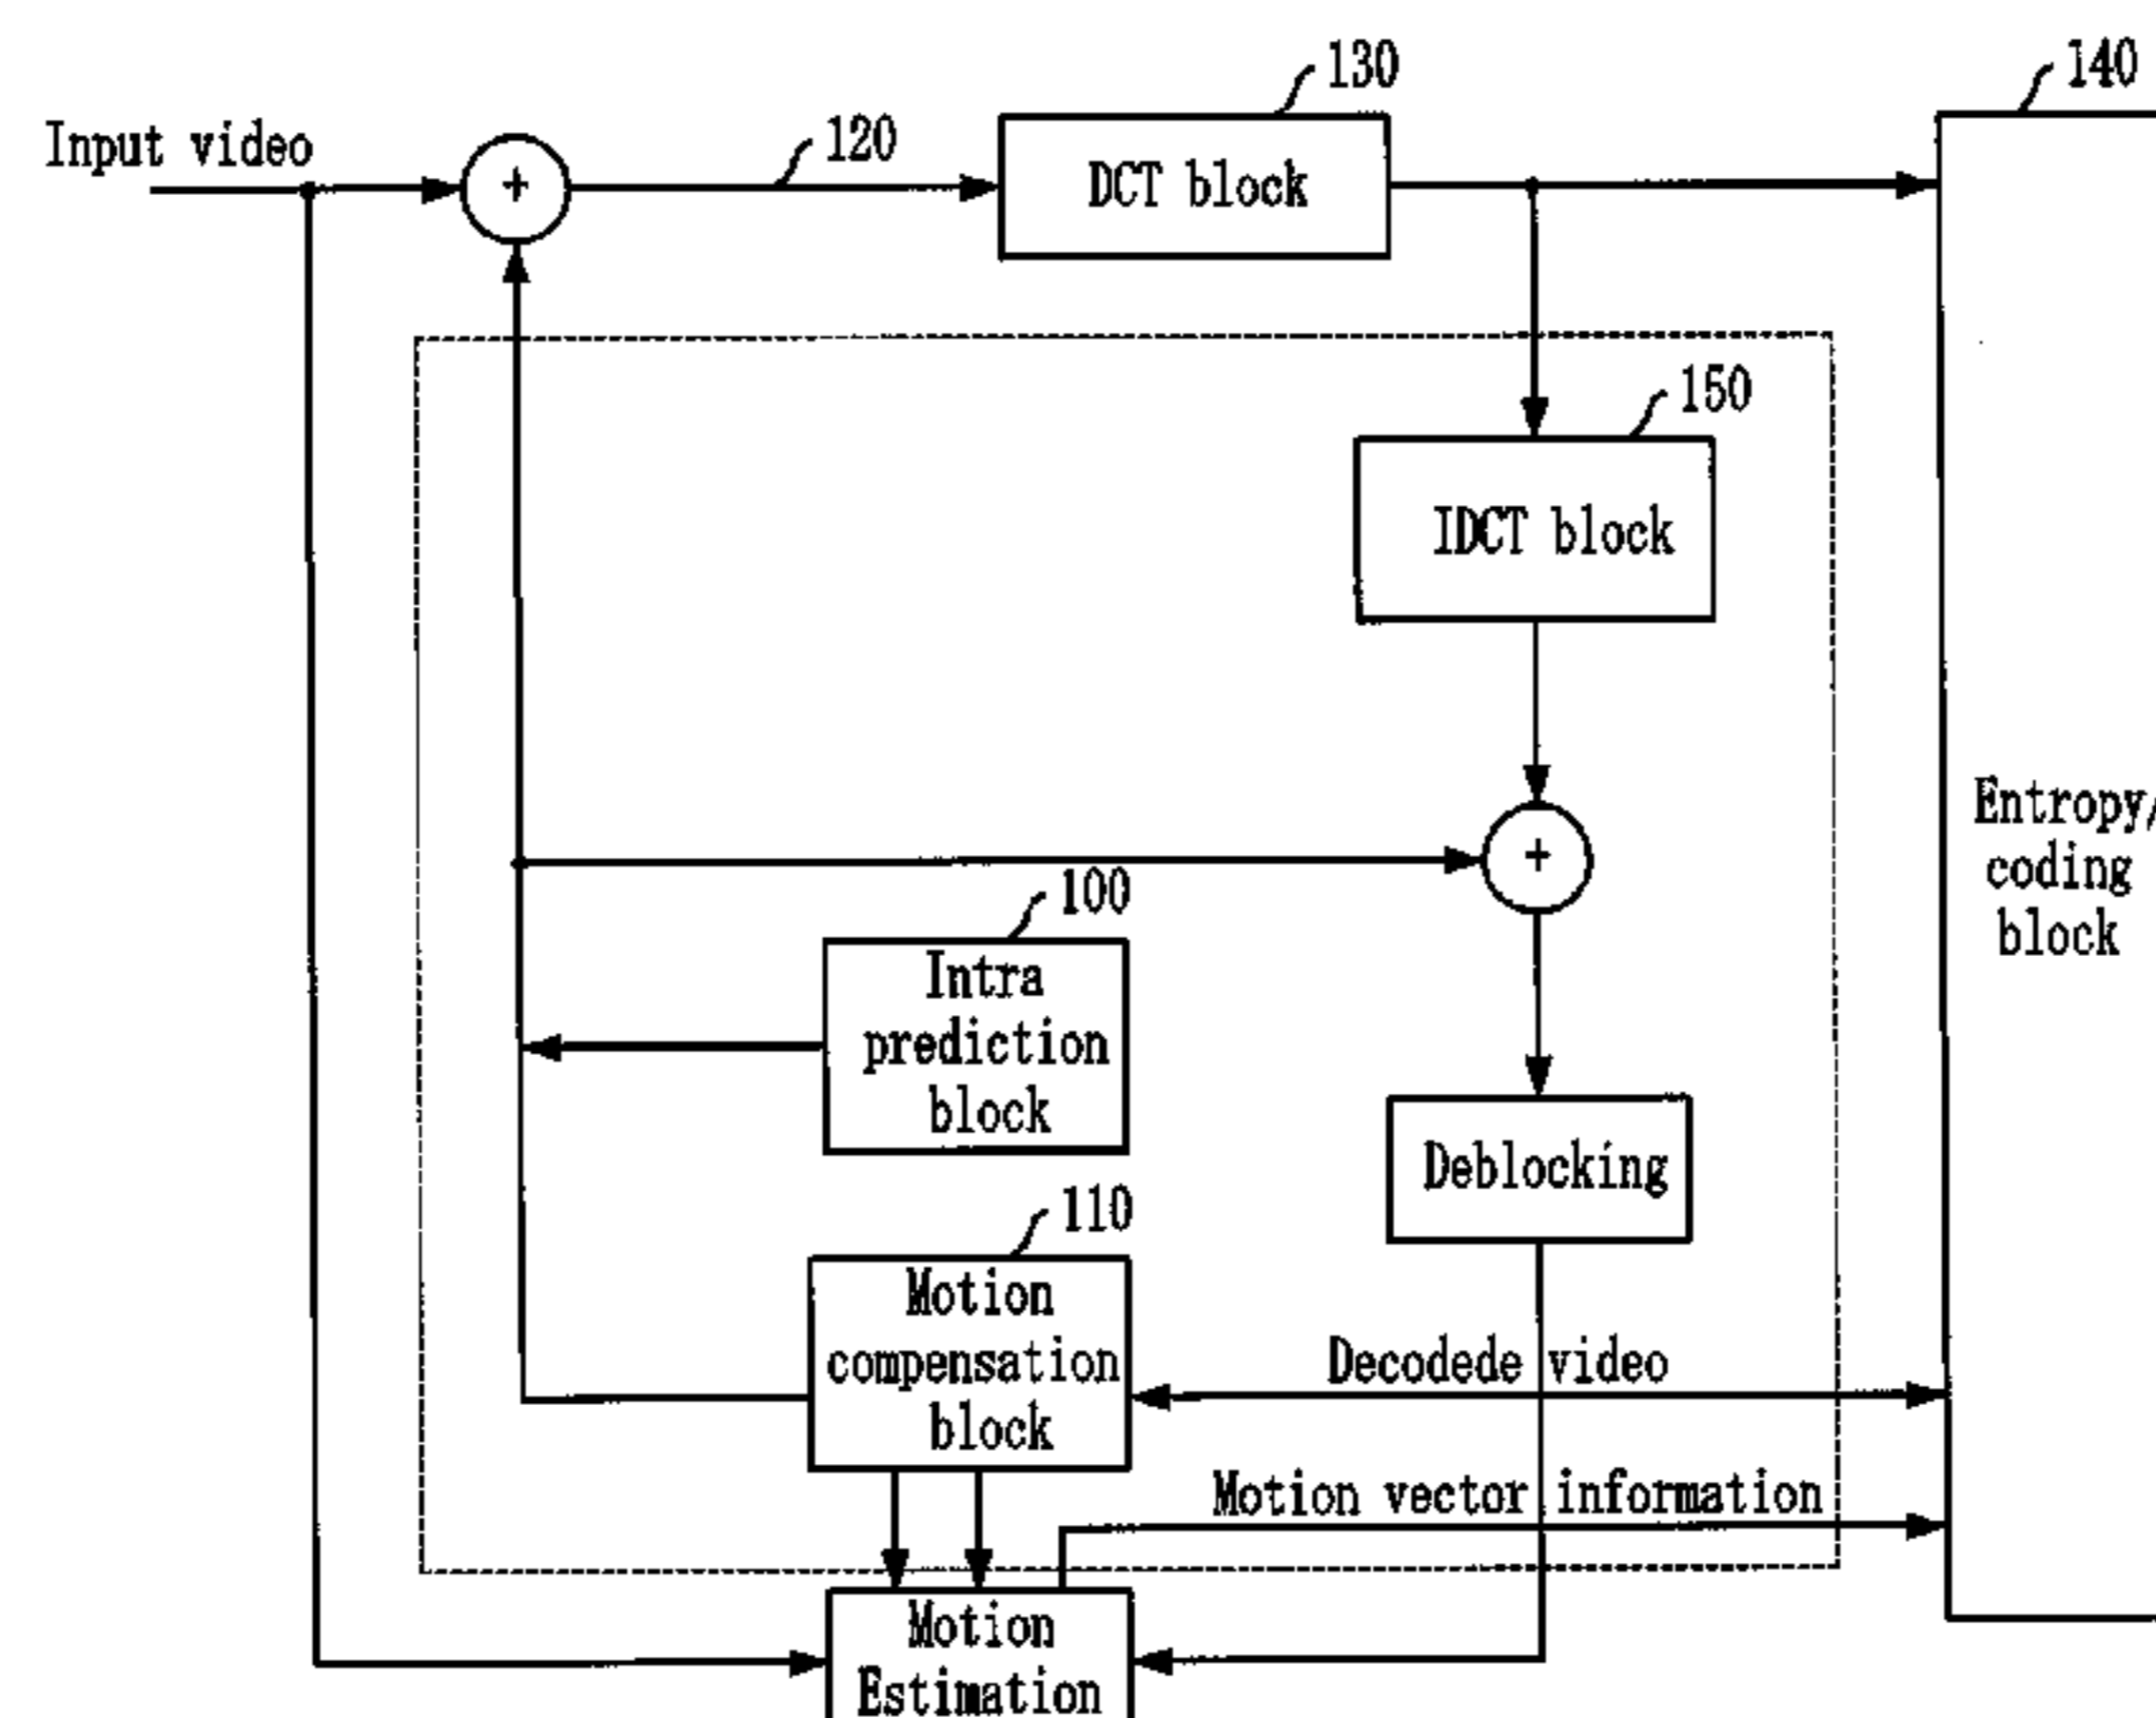 130
140
Input video
120
+
DCT block
150
IDCT block
Entropy/
coding
block
+
100
Intra
prediction
block
Deblocking
110
Motion
compensation
block
Decodede video
Motion vector information
Motion
Estimation